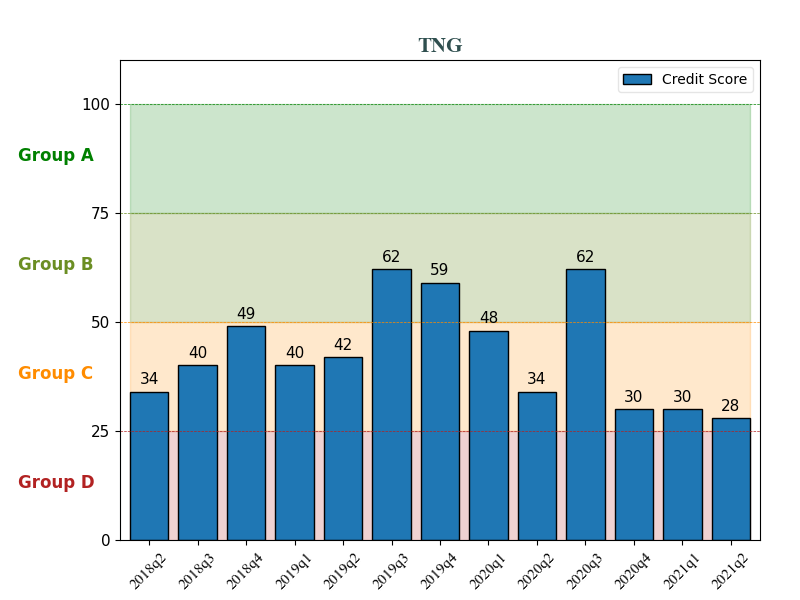 TNG
Credit Score
100
Group A
75
Group B
62
59
62
50
49
48
40
40
42
Group C
34
34
30
30
28
25
Group D
0
2018q2
2018q3
2018q4
2019q1
2019q2
2019q3
2019q4
2020q1
2020q2
2020q3
2020q4
2021q1
2021q2